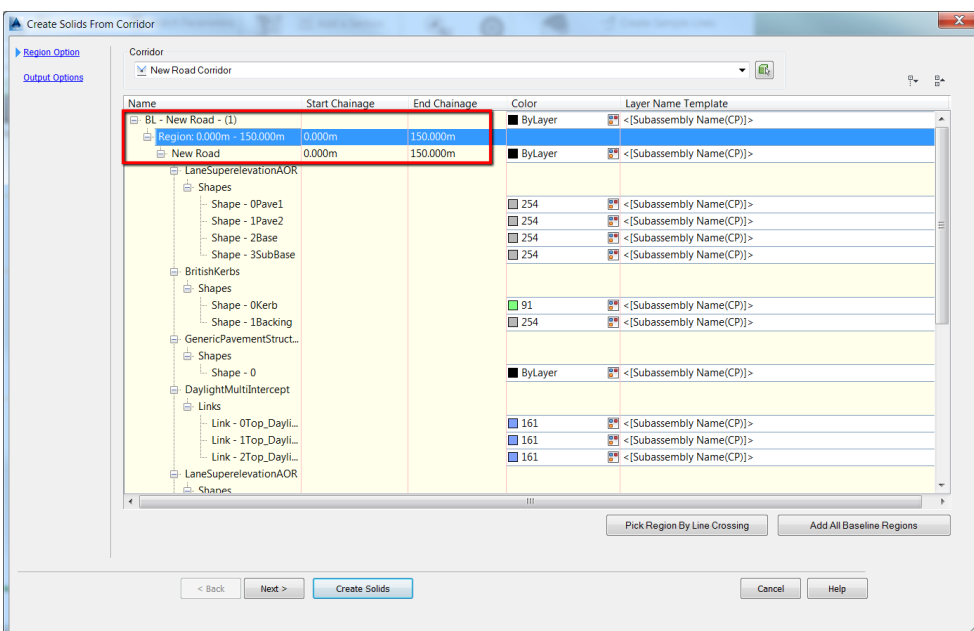 Create Solids From Corridor
Region Option
Output Options
Corridor
New Road Corridor
Name Start Chainage End Chainage Color Layer Name Template
BL - New Road - (1) ByLayer <[Subassembly Name(CP)]>
Region: 0.000m - 150.000m 0.000m 150.000m
New Road 0.000m 150.000m ByLayer <[Subassembly Name(CP)]>
LaneSuperelevationAOR
Shapes
Shape - 0Pave1 254 <[Subassembly Name(CP)]>
Shape - 1Pave2 254 <[Subassembly Name(CP)]>
Shape - 2Base 254 <[Subassembly Name(CP)]>
Shape - 3SubBase 254 <[Subassembly Name(CP)]>
BritishKerbs
Shapes
Shape - 0Kerb 91 <[Subassembly Name(CP)]>
Shape - 1Backing 254 <[Subassembly Name(CP)]>
GenericPavementStruct...
Shapes
Shape - 0 ByLayer <[Subassembly Name(CP)]>
DaylightMultiIntercept
Links
Link - 0Top_Dayli... 161 <[Subassembly Name(CP)]>
Link - 1Top_Dayli... 161 <[Subassembly Name(CP)]>
Link - 2Top_Dayli... 161 <[Subassembly Name(CP)]>
LaneSuperelevationAOR
Shapes
Pick Region By Line Crossing Add All Baseline Regions
< Back Next > Create Solids Cancel Help